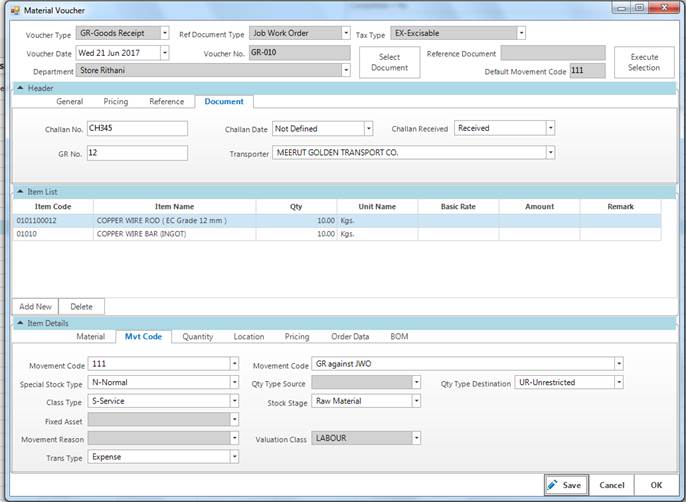 Material Voucher
Voucher Type GR-Goods Receipt Ref Document Type Job Work Order Tax Type EX-Excisable
Voucher Date Wed 21 Jun 2017 Voucher No. GR-010 Select Document Reference Document Execute Selection
Department Store Rithani Default Movement Code 111
Header
General Pricing Reference Document
Challan No. CH345 Challan Date Not Defined Challan Received Received
GR No. 12 Transporter MEERUT GOLDEN TRANSPORT CO.
Item List
Item Code Item Name Qty Unit Name Basic Rate Amount Remark
0101100012 COPPER WIRE ROD ( EC Grade 12 mm ) 10.00 Kgs.
01010 COPPER WIRE BAR (INGOT) 10.00 Kgs.
Add New Delete
Item Details
Material Mvt Code Quantity Location Pricing Order Data BOM
Movement Code 111 Movement Code GR against JWO
Special Stock Type N-Normal Qty Type Source Qty Type Destination UR-Unrestricted
Class Type S-Service Stock Stage Raw Material
Fixed Asset
Movement Reason Valuation Class LABOUR
Trans Type Expense
Save Cancel OK